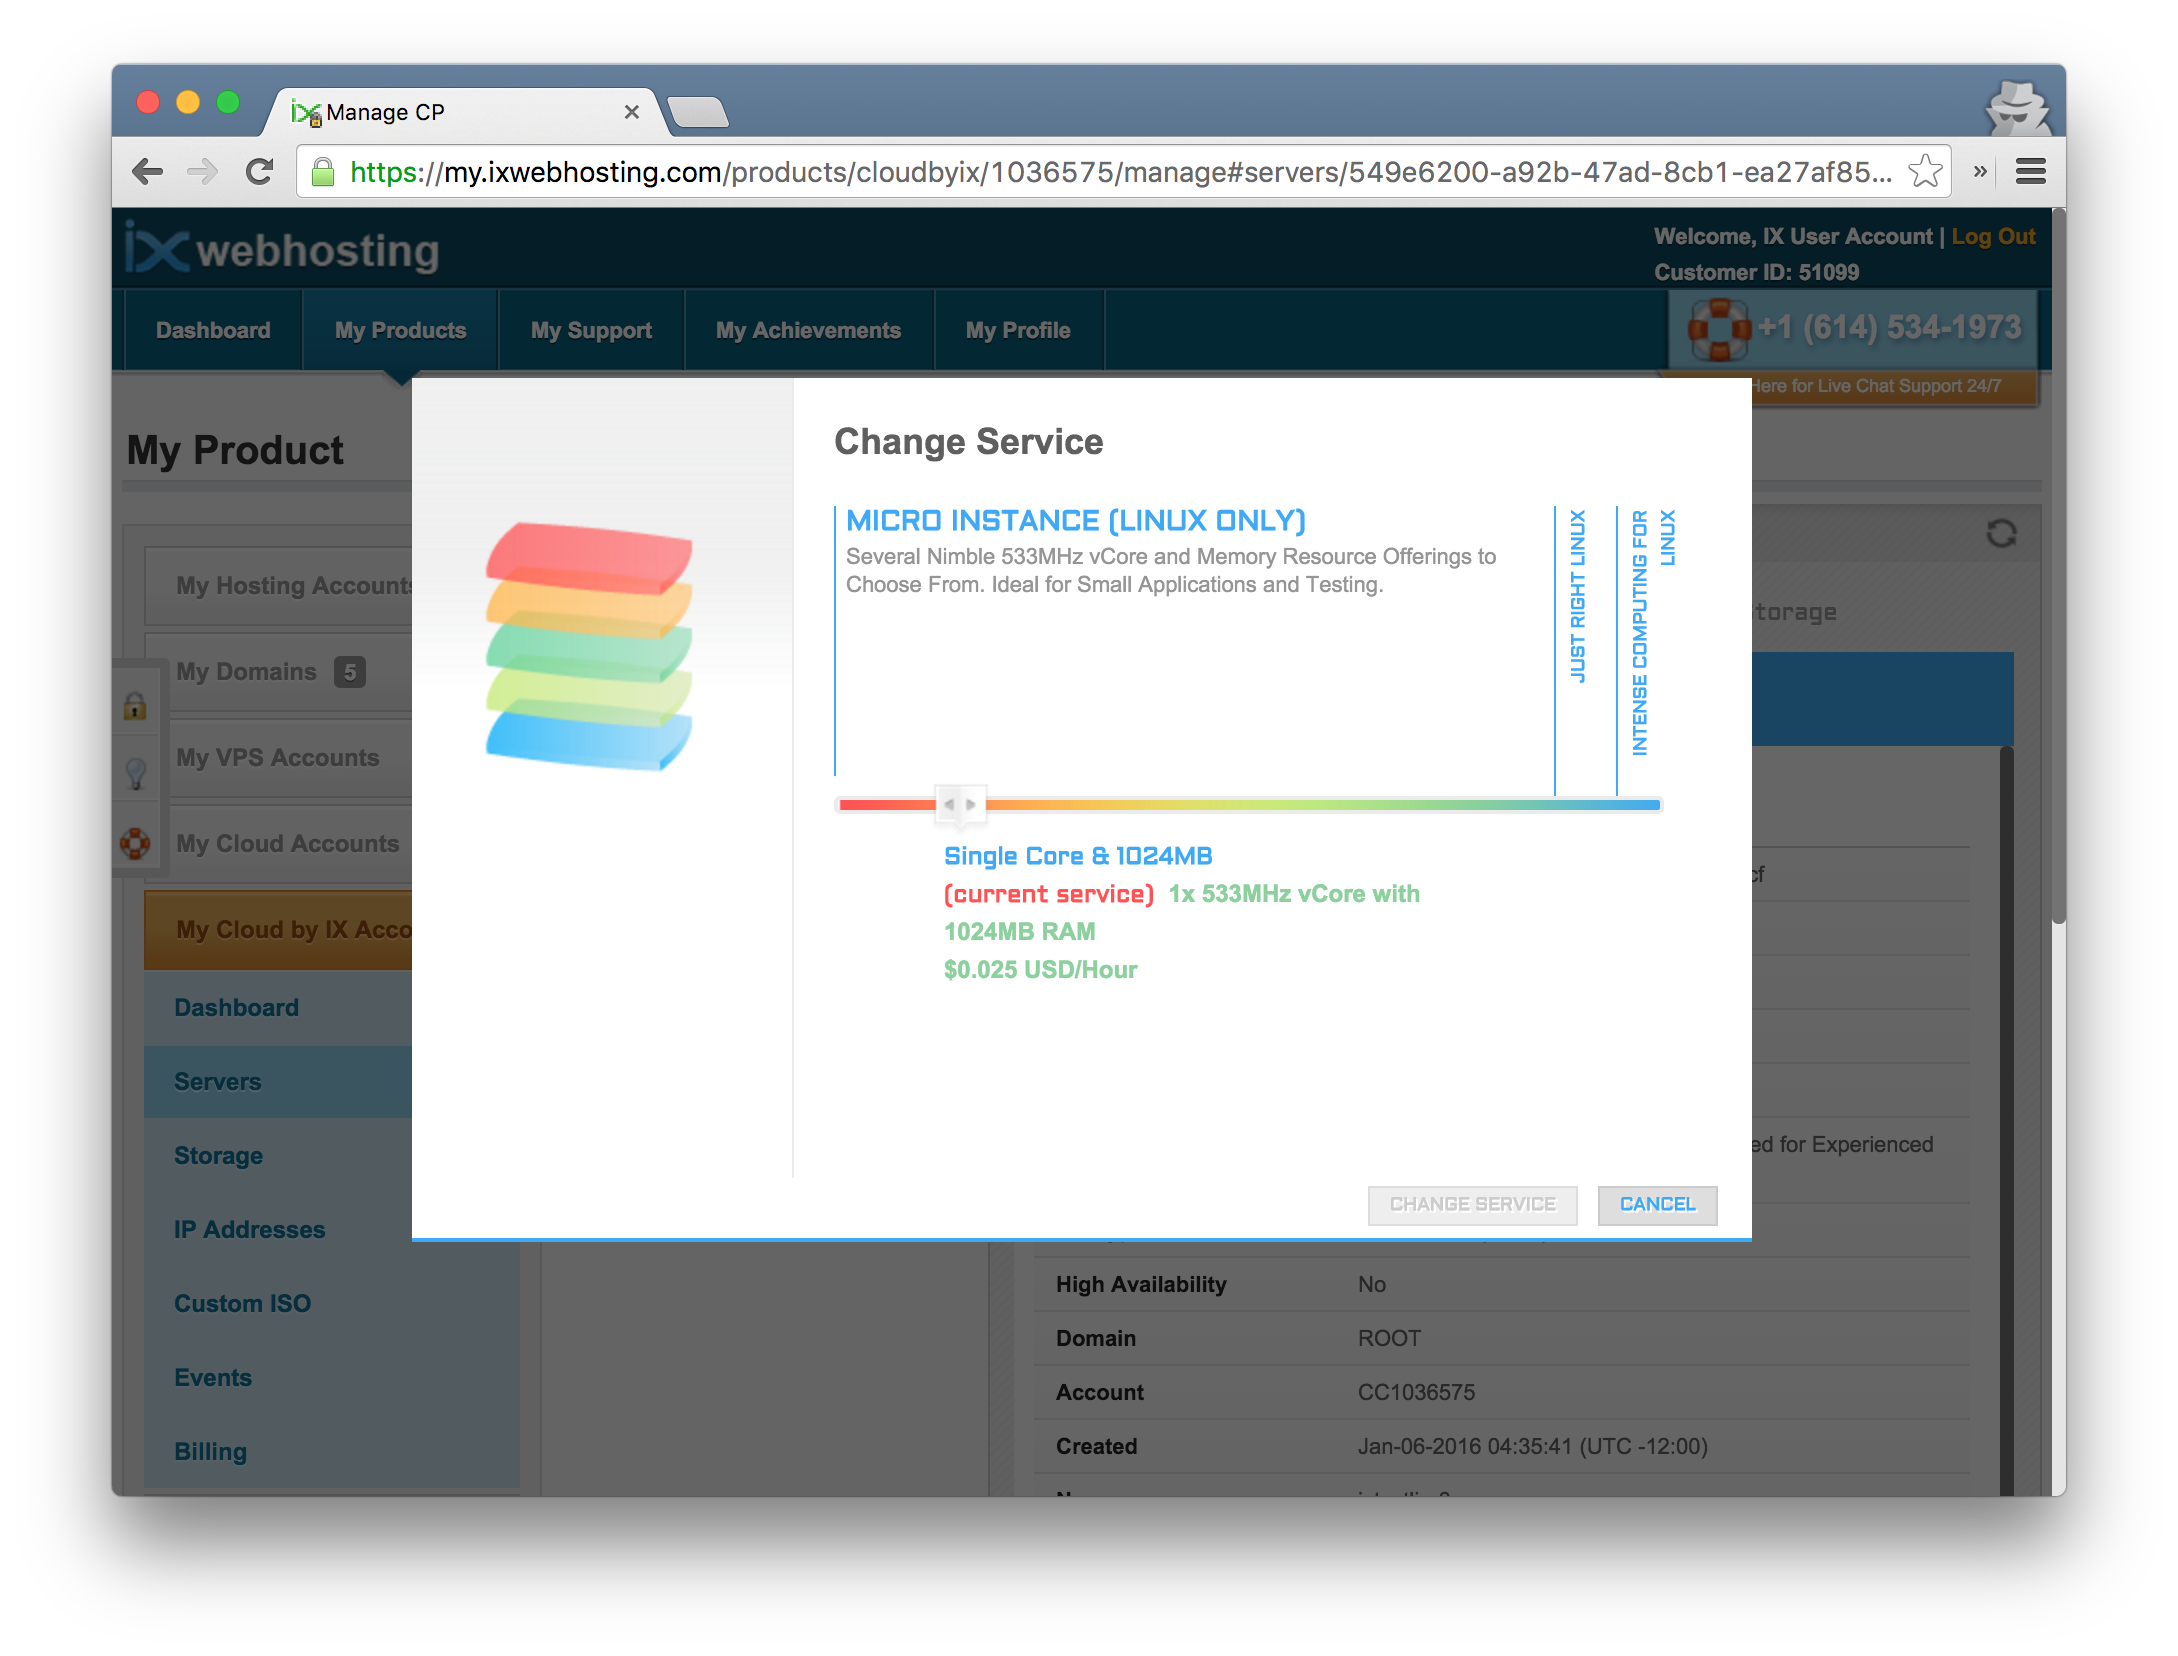 Manage CP
https://my.ixwebhosting.com/products/cloudbyix/1036575/manage#servers/549e6200-a92b-47ad-8cb1-ea27af85...
ix webhosting
Welcome, IX User Account | Log Out
Customer ID: 51099
Dashboard
My Products
My Support
My Achievements
My Profile
+1 (614) 534-1973
Here for Live Chat Support 24/7
My Product
My Hosting Accounts
My Domains 5
My VPS Accounts
My Cloud Accounts
My Cloud by IX Acco
Dashboard
Servers
Storage
IP Addresses
Custom ISO
Events
Billing
Change Service
MICRO INSTANCE (LINUX ONLY)
Several Nimble 533MHz vCore and Memory Resource Offerings to
Choose From. Ideal for Small Applications and Testing.
JUST RIGHT LINUX
INTENSE COMPUTING FOR
LINUX
Single Core & 1024MB
(current service) 1x 533MHz vCore with
1024MB RAM
$0.025 USD/Hour
CHANGE SERVICE
CANCEL
torage
cf
ed for Experienced
High Availability No
Domain ROOT
Account CC1036575
Created Jan-06-2016 04:35:41 (UTC -12:00)